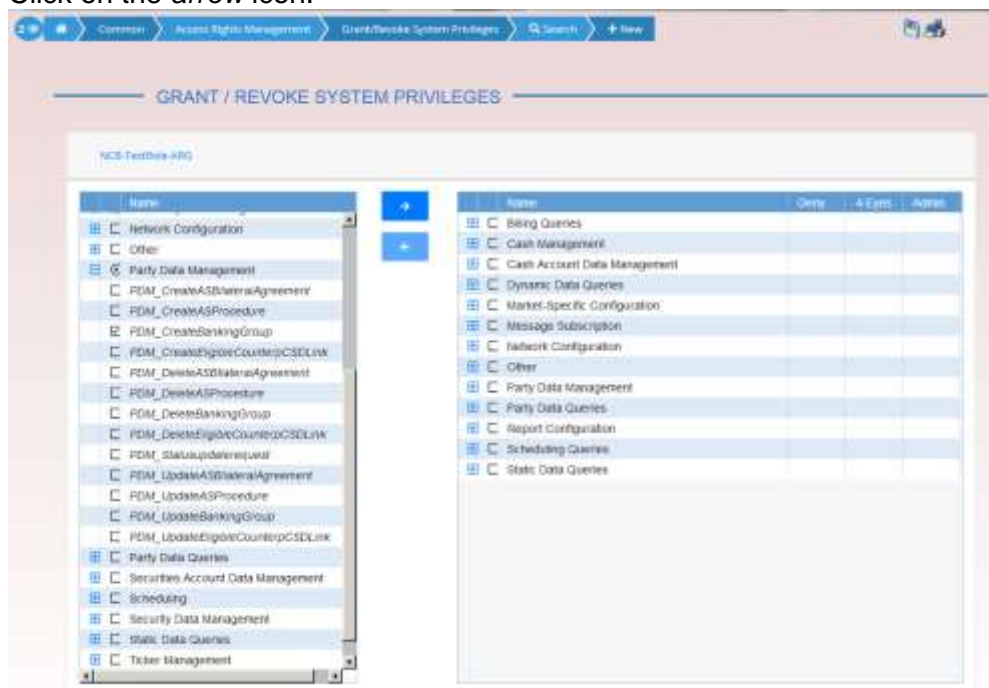 Click on the arrow icon.
Common Access Rights Management Grant/Revoke System Privileges Search New
GRANT / REVOKE SYSTEM PRIVILEGES
NCB-TestRole-ARG
Name
Network Configuration
Other
Party Data Management
PDM_CreateASBilateralAgreement
PDM_CreateASProcedure
PDM_CreateBankingGroup
PDM_CreateEligibleCounterpCSDLink
PDM_DeleteASBilateralAgreement
PDM_DeleteASProcedure
PDM_DeleteBankingGroup
PDM_DeleteEligibleCounterpCSDLink
PDM_Statusupdaterequest
PDM_UpdateASBilateralAgreement
PDM_UpdateASProcedure
PDM_UpdateBankingGroup
PDM_UpdateEligibleCounterpCSDLink
Party Data Queries
Securities Account Data Management
Scheduling
Security Data Management
Static Data Queries
Ticker Management
Name Deny 4 Eyes Admin
Billing Queries
Cash Management
Cash Account Data Management
Dynamic Data Queries
Market-Specific Configuration
Message Subscription
Network Configuration
Other
Party Data Management
Party Data Queries
Report Configuration
Scheduling Queries
Static Data Queries